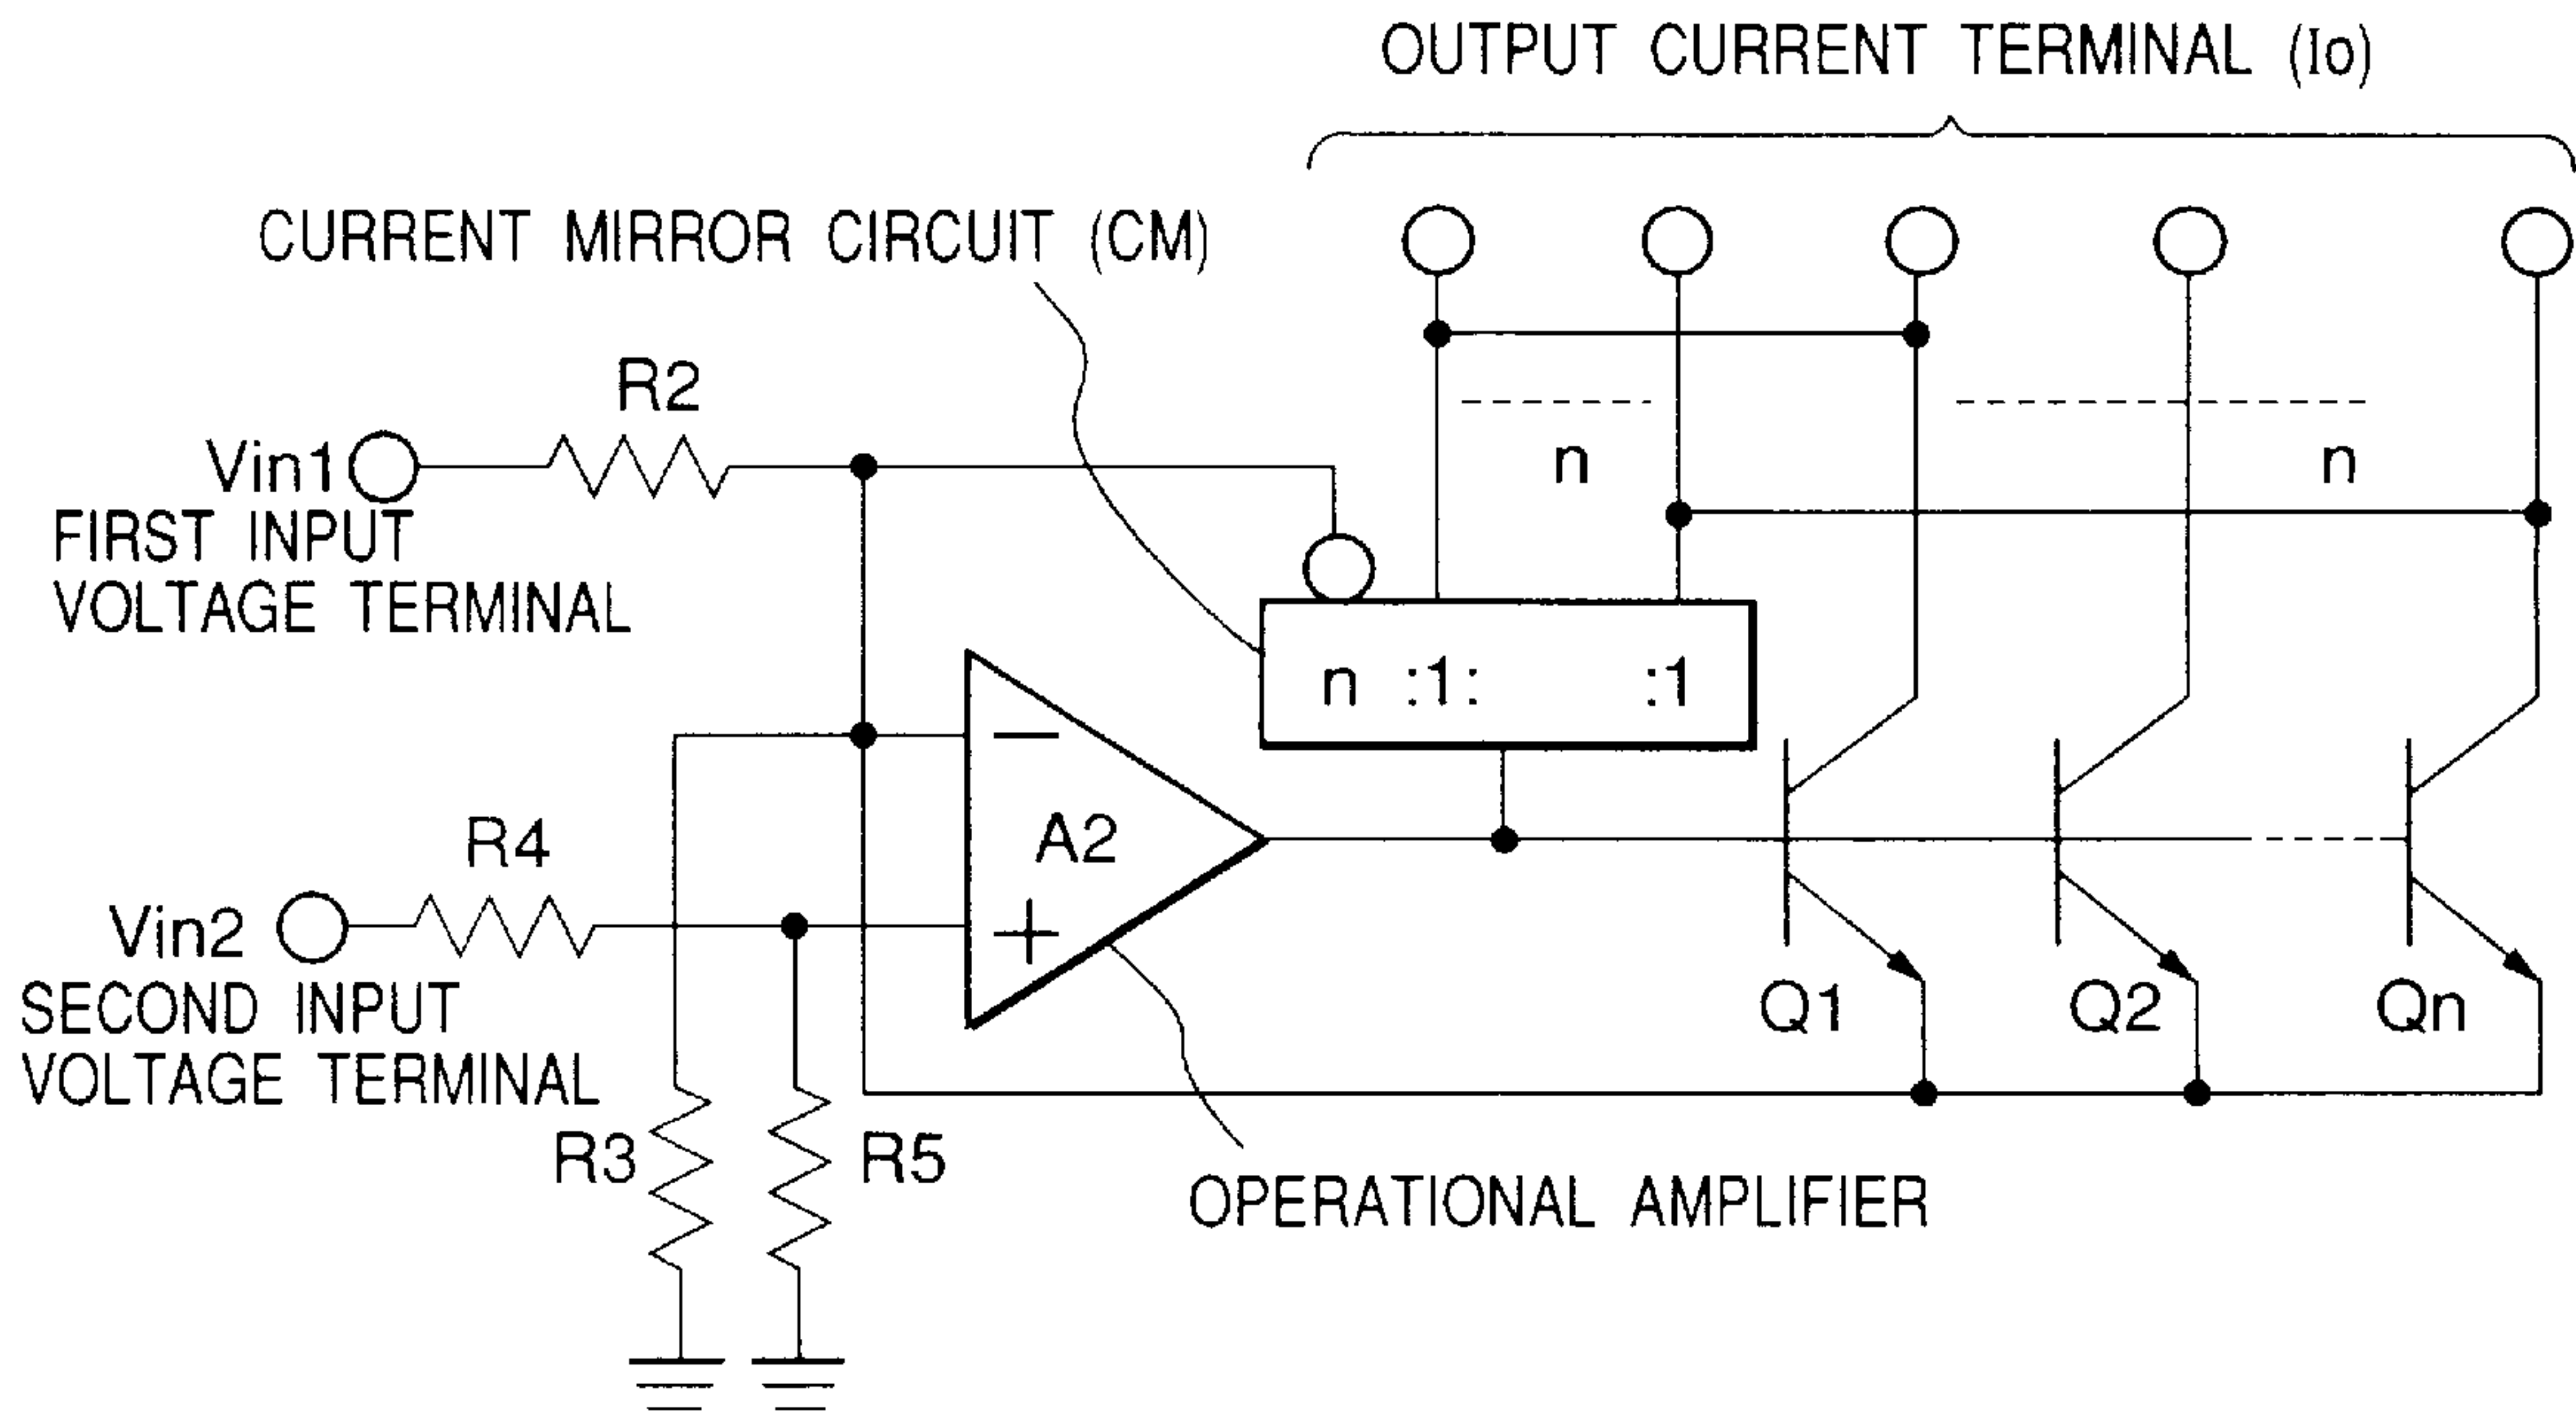 OUTPUT CURRENT TERMINAL (Io)
CURRENT MIRROR CIRCUIT (CM)
R2
Vin1
FIRST INPUT
VOLTAGE TERMINAL
n
n
n :1: :1
A2
R4
Vin2
SECOND INPUT
VOLTAGE TERMINAL
−
+
Q1
Q2
Qn
R3
R5
OPERATIONAL AMPLIFIER